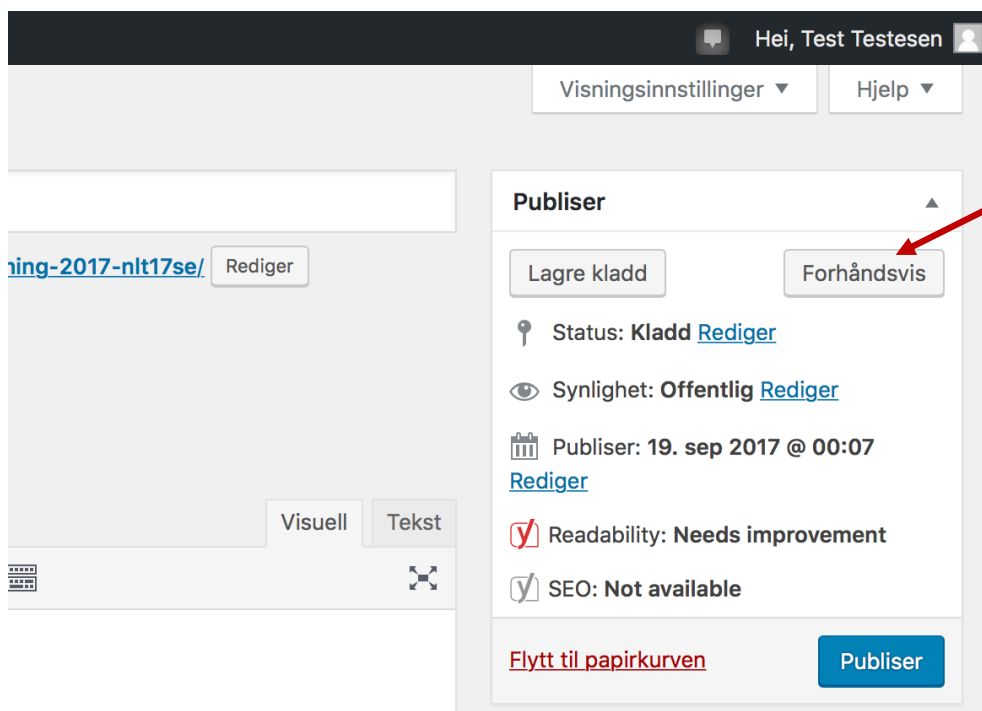 Hei, Test Testesen
Visningsinnstillinger ▼
Hjelp ▼
Publiser
ning-2017-nlt17se/ Rediger
Lagre kladd
Forhåndsvis
Status: Kladd Rediger
Synlighet: Offentlig Rediger
Publiser: 19. sep 2017 @ 00:07
Rediger
Visuell
Tekst
Readability: Needs improvement
SEO: Not available
Flytt til papirkurven
Publiser